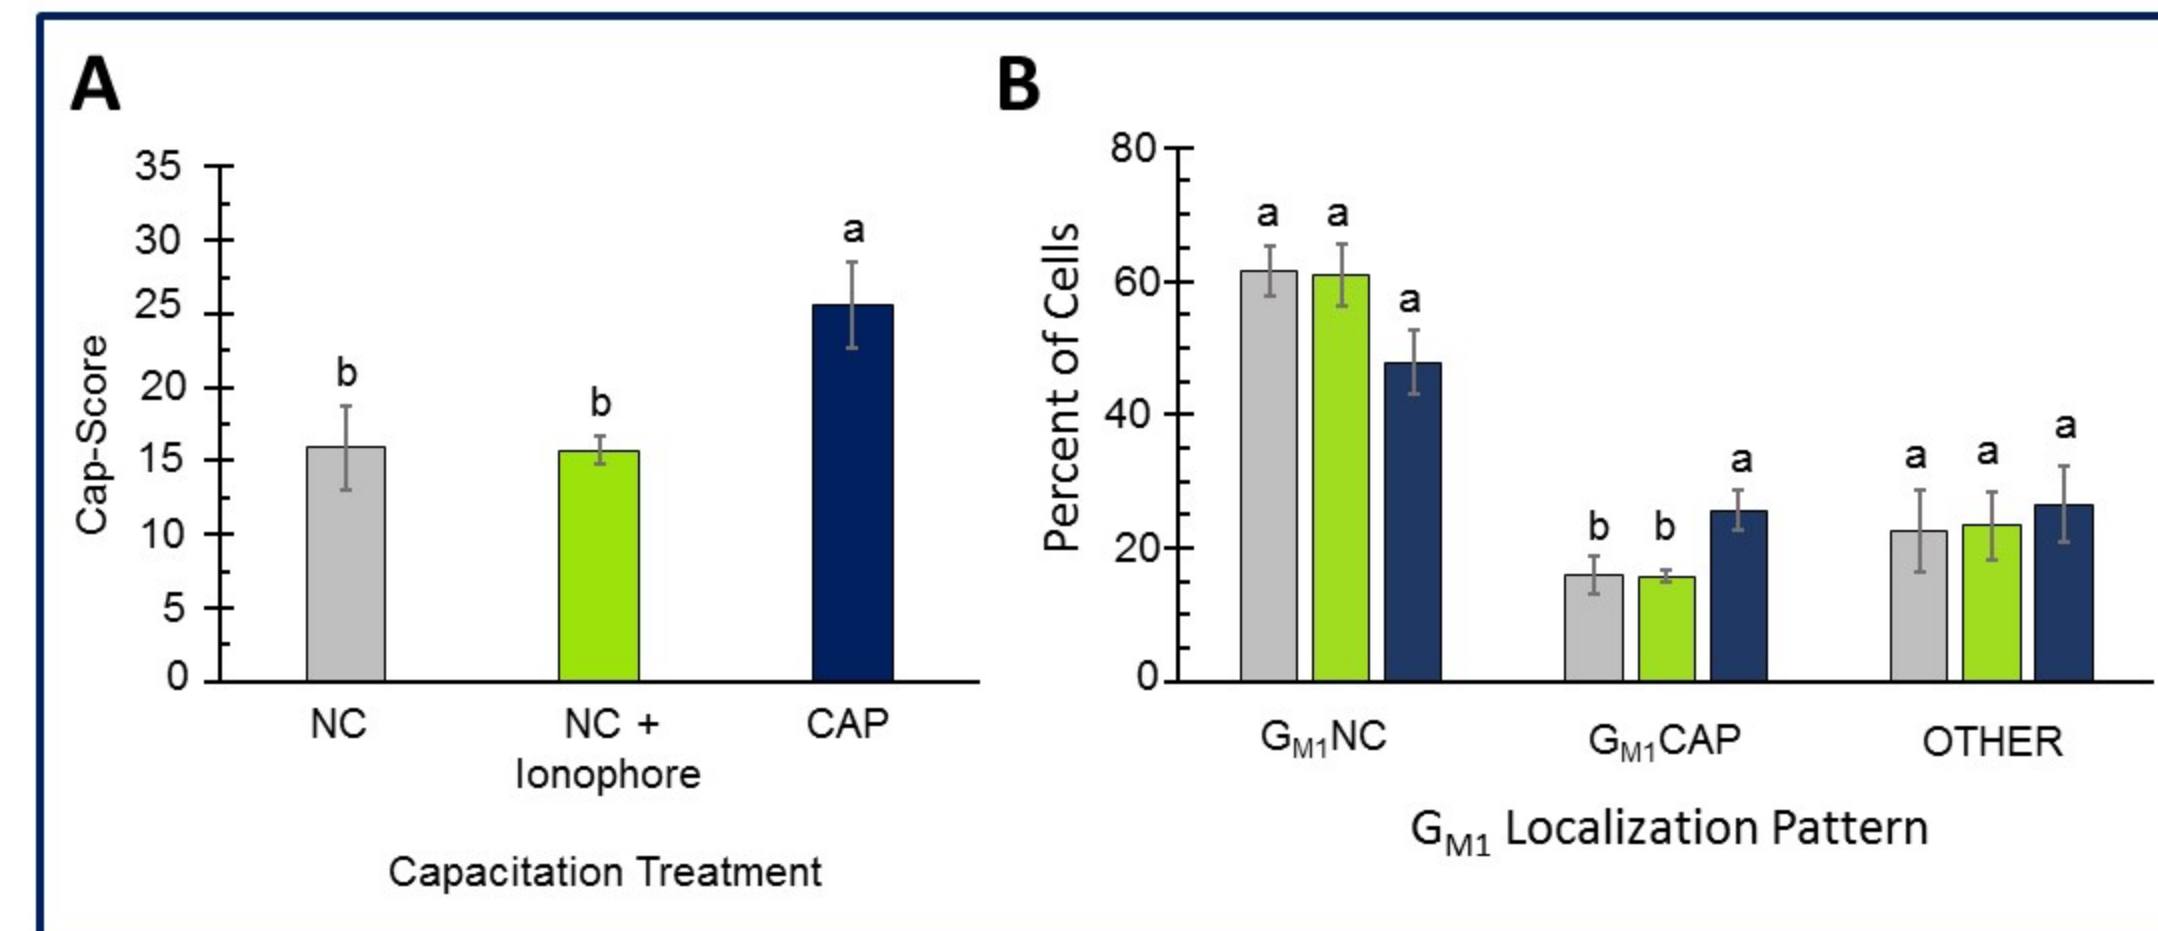 A
35
30
25
20
15
10
5
0
Cap-Score
b
b
a
NC
NC +
Ionophore
CAP
Capacitation Treatment
B
80
60
40
20
0
Percent of Cells
a a a
b b a
a a a
GM1NC
GM1CAP
OTHER
GM1 Localization Pattern